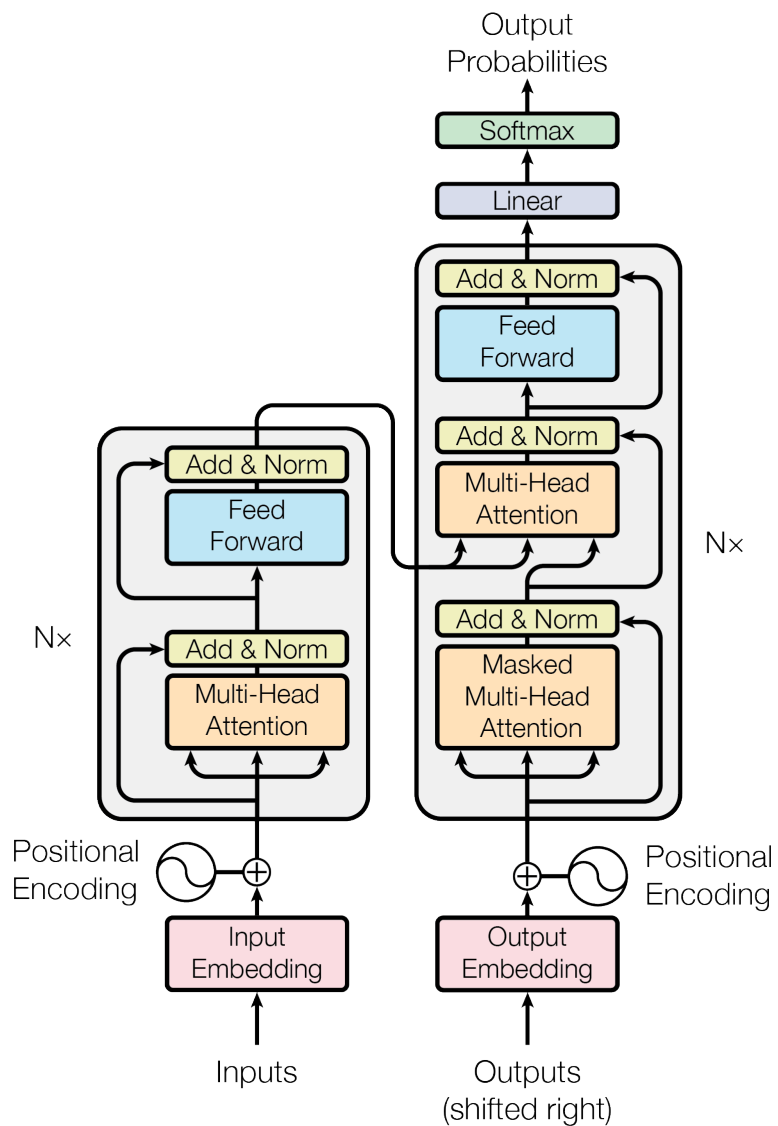 Output
Probabilities
Softmax
Linear
Add & Norm
Feed
Forward
Add & Norm
Multi-Head
Attention
Nx
Add & Norm
Masked
Multi-Head
Attention
Add & Norm
Feed
Forward
Nx
Add & Norm
Multi-Head
Attention
Positional
Encoding
Positional
Encoding
Input
Embedding
Output
Embedding
Inputs
Outputs
(shifted right)